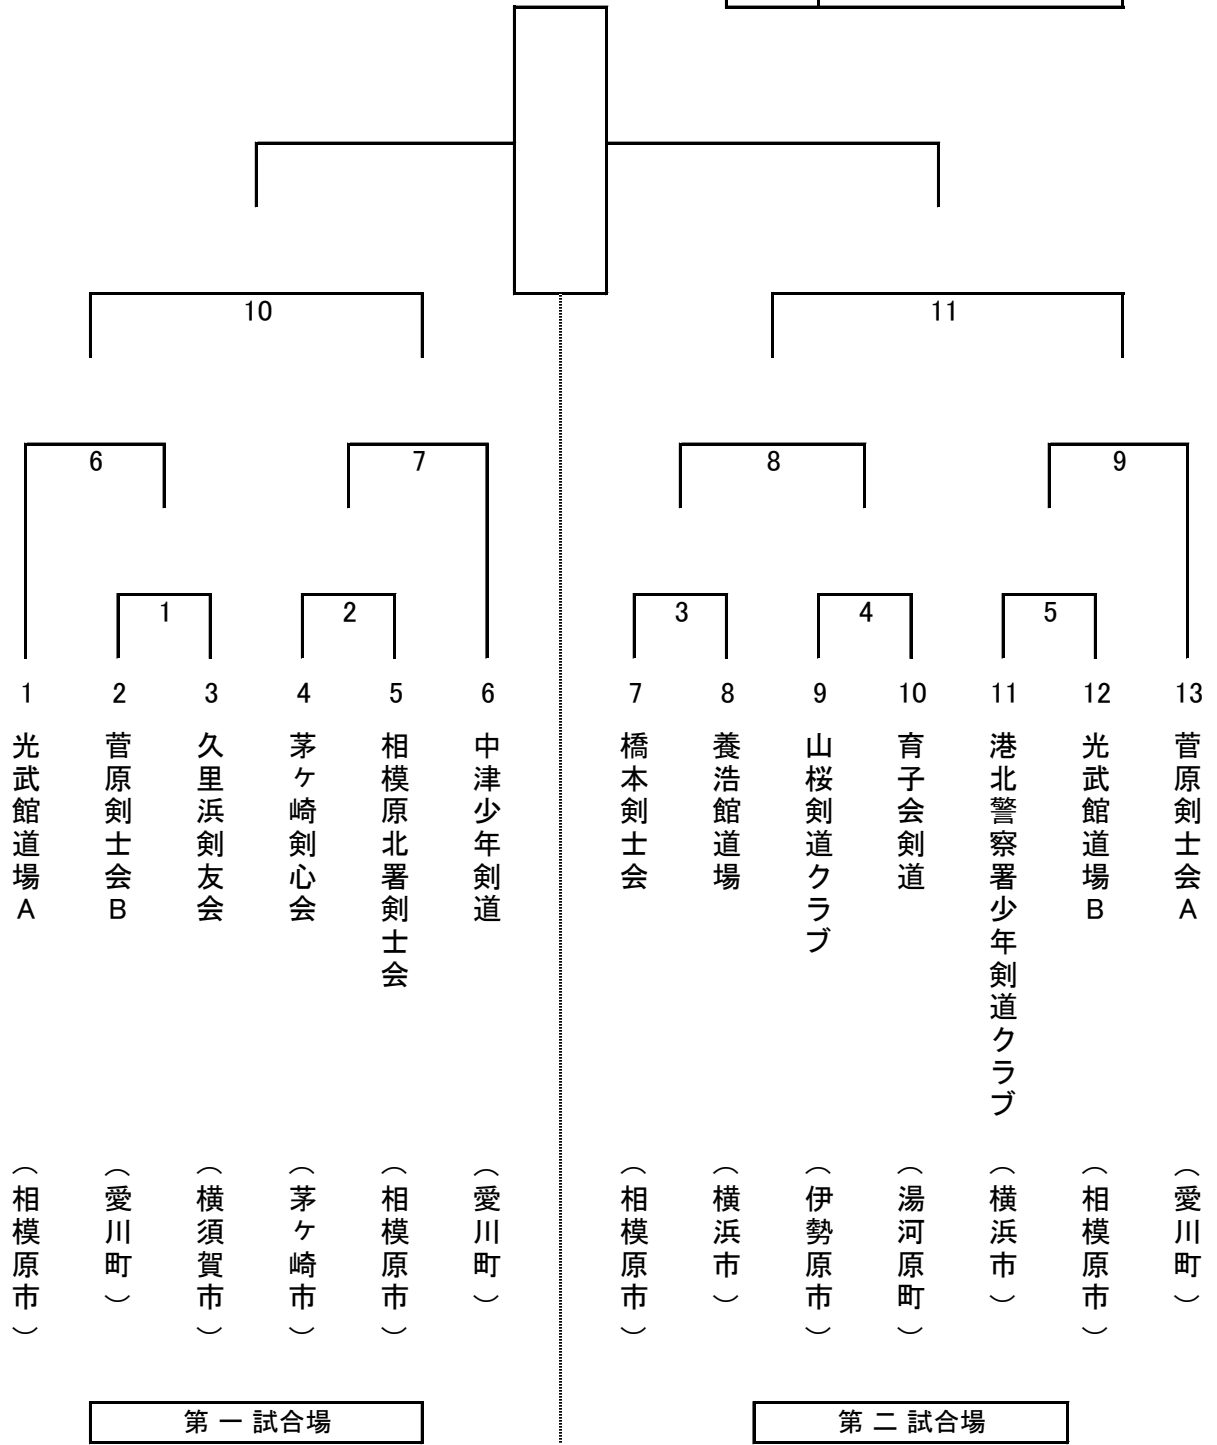 10
11
6
7
8
9
1
2
3
4
5
1
2
3
4
5
6
7
8
9
10
11
12
13
光武館道場A
菅原剣士会B
久里浜剣友会
茅ヶ崎剣心会
相模原北署剣士会
中津少年剣道
橋本剣士会
養浩館道場
山桜剣道クラブ
育子会剣道
港北警察署少年剣道クラブ
光武館道場B
菅原剣士会A
（相模原市）
（愛川町）
（横須賀市）
（茅ヶ崎市）
（相模原市）
（愛川町）
（相模原市）
（横浜市）
（伊勢原市）
（湯河原町）
（横浜市）
（相模原市）
（愛川町）
第 一 試合場
第 二 試合場